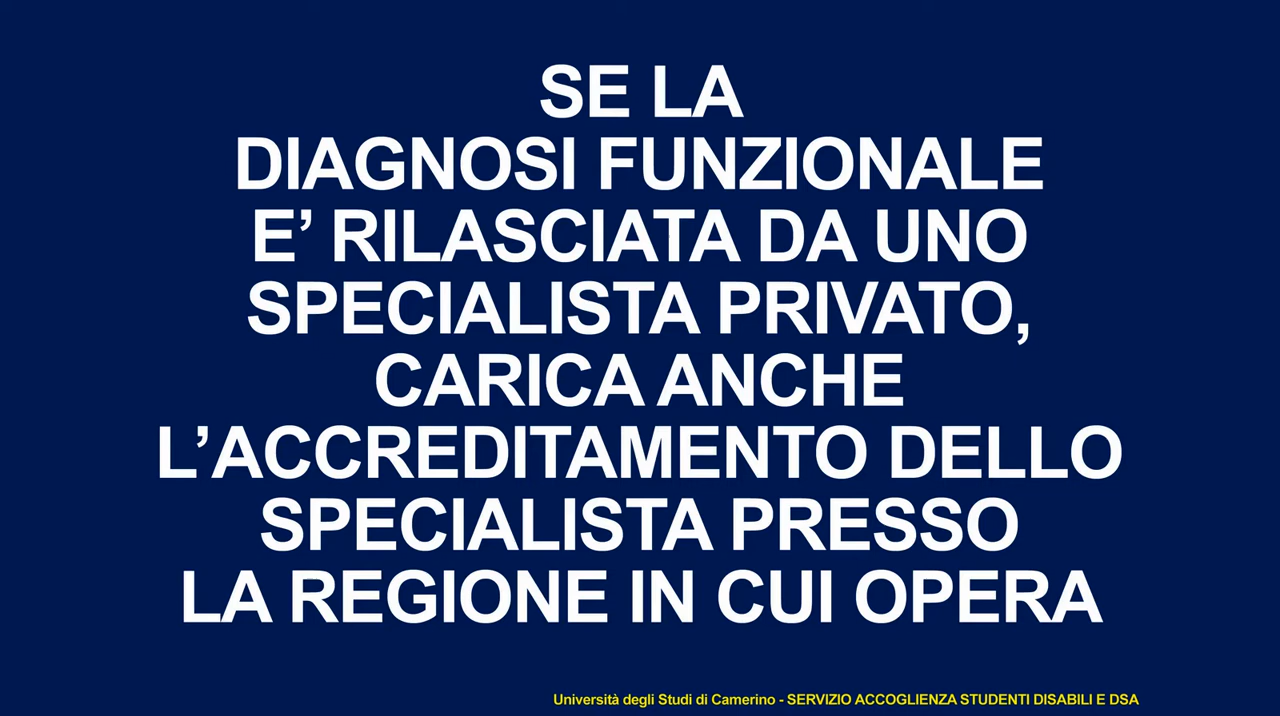 SE LA
DIAGNOSI FUNZIONALE
E’ RILASCIATA DA UNO
SPECIALISTA PRIVATO,
CARICA ANCHE
L’ACCREDITAMENTO DELLO
SPECIALISTA PRESSO
LA REGIONE IN CUI OPERA
Università degli Studi di Camerino - SERVIZIO ACCOGLIENZA STUDENTI DISABILI E DSA